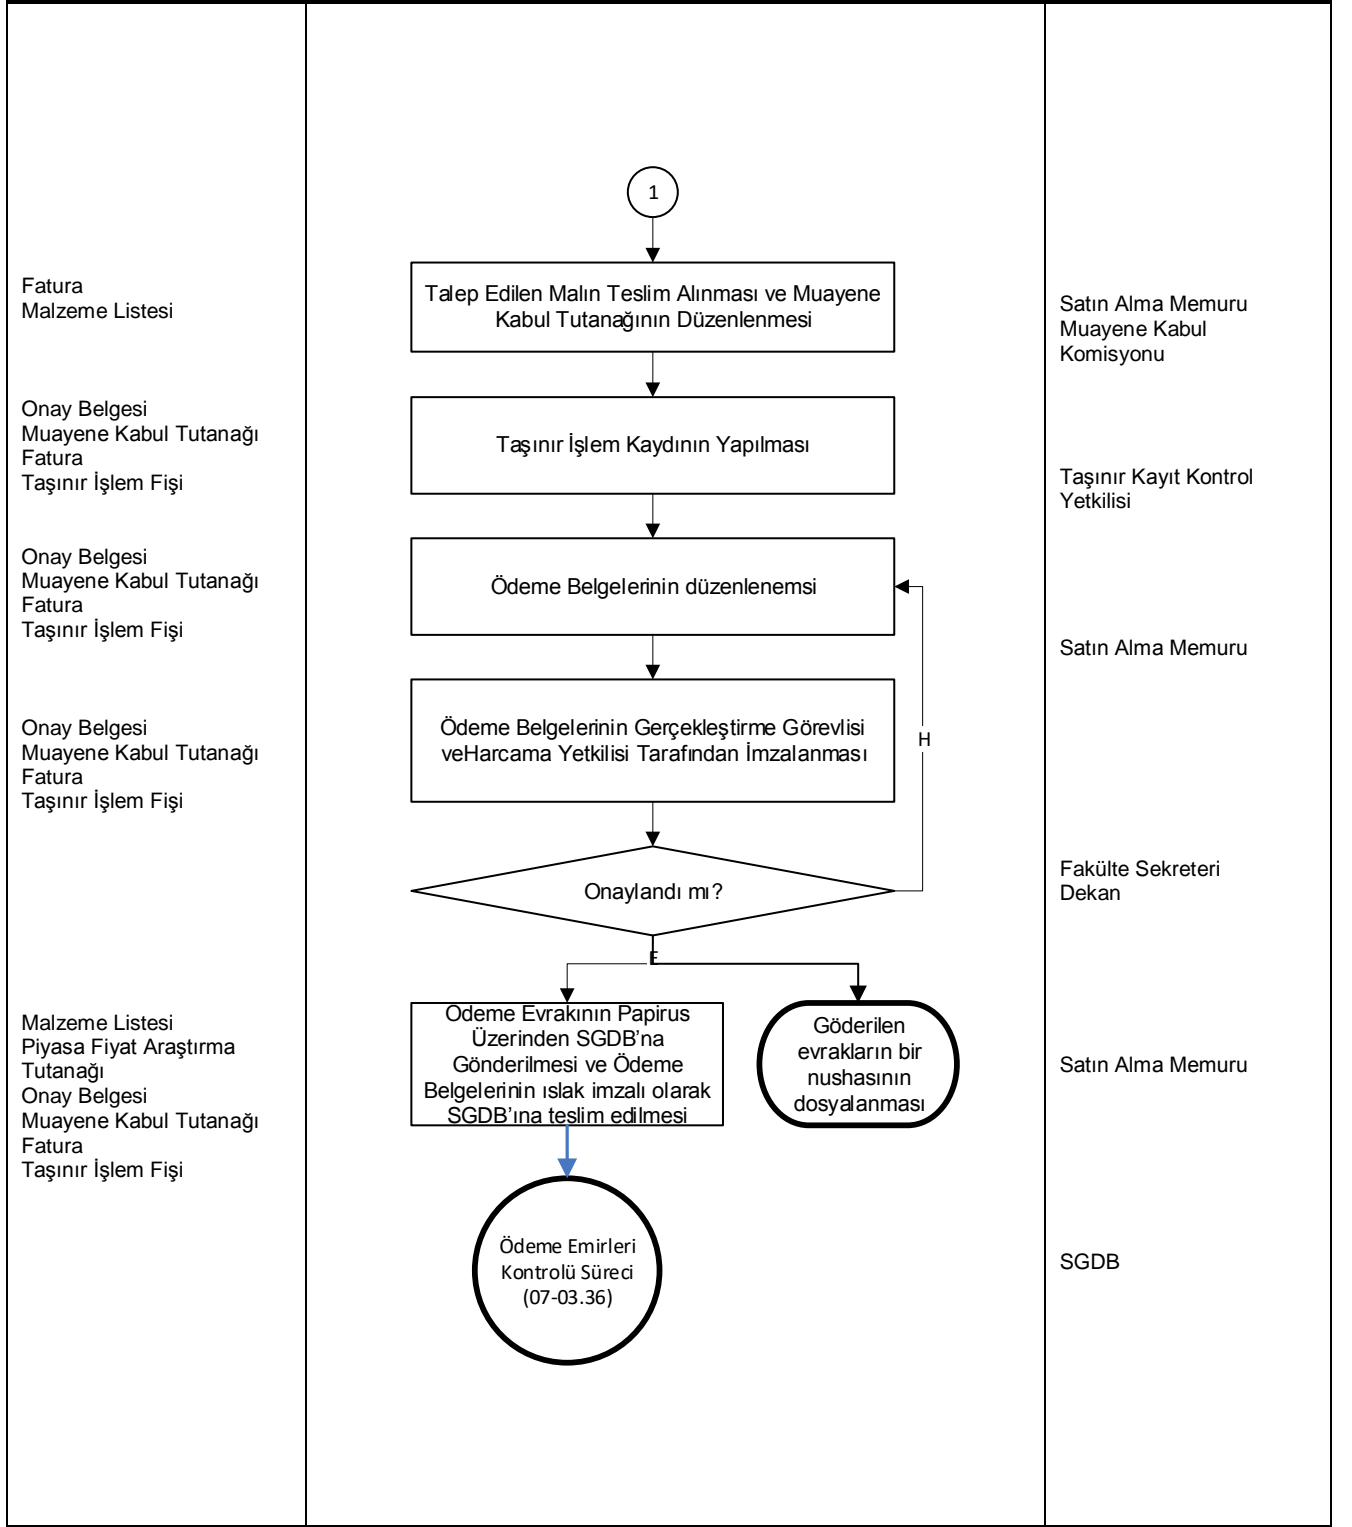 1
Fatura
Malzeme Listesi
Talep Edilen Malın Teslim Alınması ve Muayene
Kabul Tutanağının Düzenlenmesi
Satın Alma Memuru
Muayene Kabul
Komisyonu
Onay Belgesi
Muayene Kabul Tutanağı
Fatura
Taşınır İşlem Fişi
Taşınır İşlem Kaydının Yapılması
Taşınır Kayıt Kontrol
Yetkilisi
Onay Belgesi
Muayene Kabul Tutanağı
Fatura
Taşınır İşlem Fişi
Ödeme Belgelerinin düzenlenemsi
Satın Alma Memuru
Onay Belgesi
Muayene Kabul Tutanağı
Fatura
Taşınır İşlem Fişi
Ödeme Belgelerinin Gerçekleştirme Görevlisi
veHarcama Yetkilisi Tarafından İmzalanması
H
Onaylandı mı?
Fakülte Sekreteri
Dekan
E
Malzeme Listesi
Piyasa Fiyat Araştırma
Tutanağı
Onay Belgesi
Muayene Kabul Tutanağı
Fatura
Taşınır İşlem Fişi
Ödeme Evrakının Papirus
Üzerinden SGDB’na
Gönderilmesi ve Ödeme
Belgelerinin ıslak imzalı olarak
SGDB’ına teslim edilmesi
Göderilen
evrakların bir
nushasının
dosyalanması
Satın Alma Memuru
Ödeme Emirleri
Kontrolü Süreci
(07-03.36)
SGDB